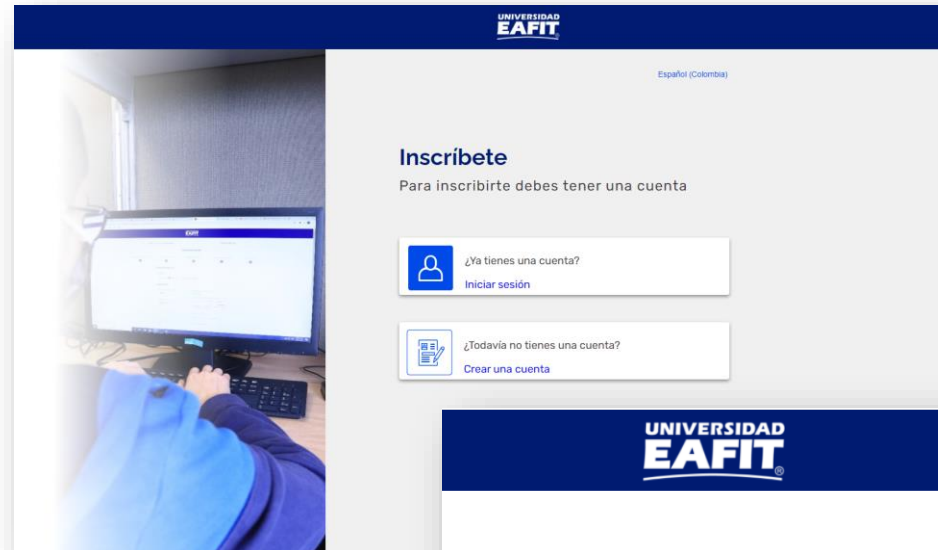 UNIVERSIDAD
EAFIT
Español (Colombia)
Inscríbete
Para inscribirte debes tener una cuenta
¿Ya tienes una cuenta?
Iniciar sesión
¿Todavía no tienes una cuenta?
Crear una cuenta
UNIVERSIDAD
EAFIT®